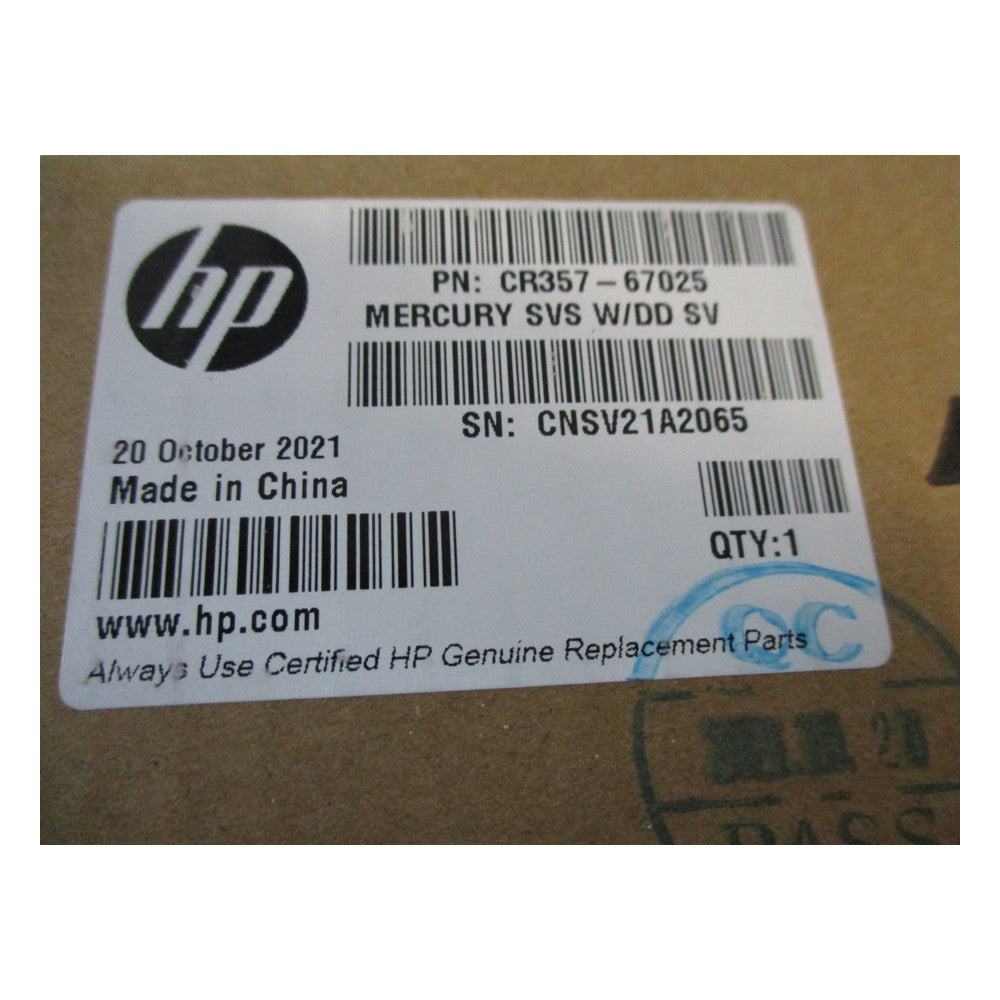 hp
PN: CR357-67025
MERCURY SVS W/DD SV
SN: CNSV21A2065
20 October 2021
Made in China
QTY:1
www.hp.com
Always Use Certified HP Genuine Replacement Parts
QC
PASS